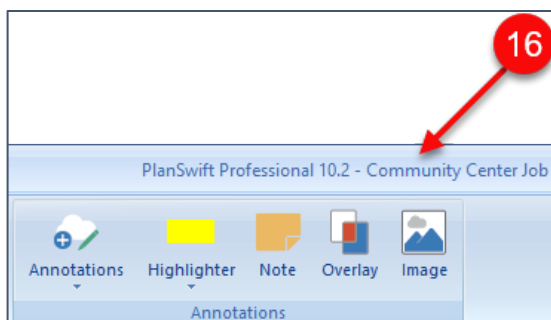 16
PlanSwift Professional 10.2 - Community Center Job
Annotations Highlighter Note Overlay Image
Annotations